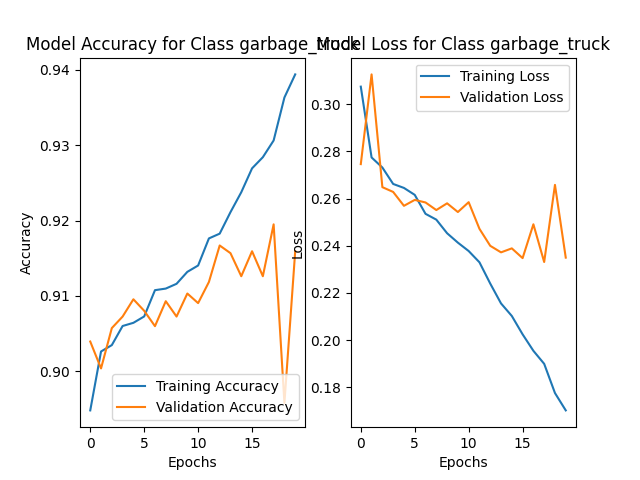 Model Accuracy for Class garbage_truck
0.94
0.93
0.92
0.91
0.90
Accuracy
0
5
10
15
Epochs
Training Accuracy
Validation Accuracy
Model Loss for Class garbage_truck
0.30
0.28
0.26
0.24
0.22
0.20
0.18
Loss
0
5
10
15
Epochs
Training Loss
Validation Loss